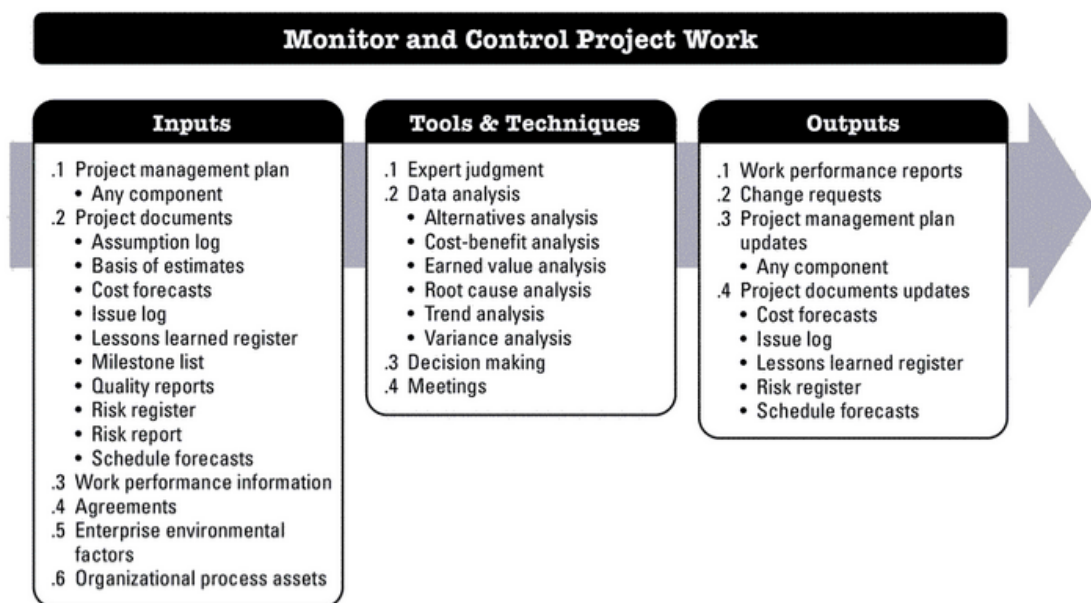 Monitor and Control Project Work
Inputs
.1 Project management plan
• Any component
.2 Project documents
• Assumption log
• Basis of estimates
• Cost forecasts
• Issue log
• Lessons learned register
• Milestone list
• Quality reports
• Risk register
• Risk report
• Schedule forecasts
.3 Work performance information
.4 Agreements
.5 Enterprise environmental
factors
.6 Organizational process assets
Tools & Techniques
.1 Expert judgment
.2 Data analysis
• Alternatives analysis
• Cost-benefit analysis
• Earned value analysis
• Root cause analysis
• Trend analysis
• Variance analysis
.3 Decision making
.4 Meetings
Outputs
.1 Work performance reports
.2 Change requests
.3 Project management plan
updates
• Any component
.4 Project documents updates
• Cost forecasts
• Issue log
• Lessons learned register
• Risk register
• Schedule forecasts